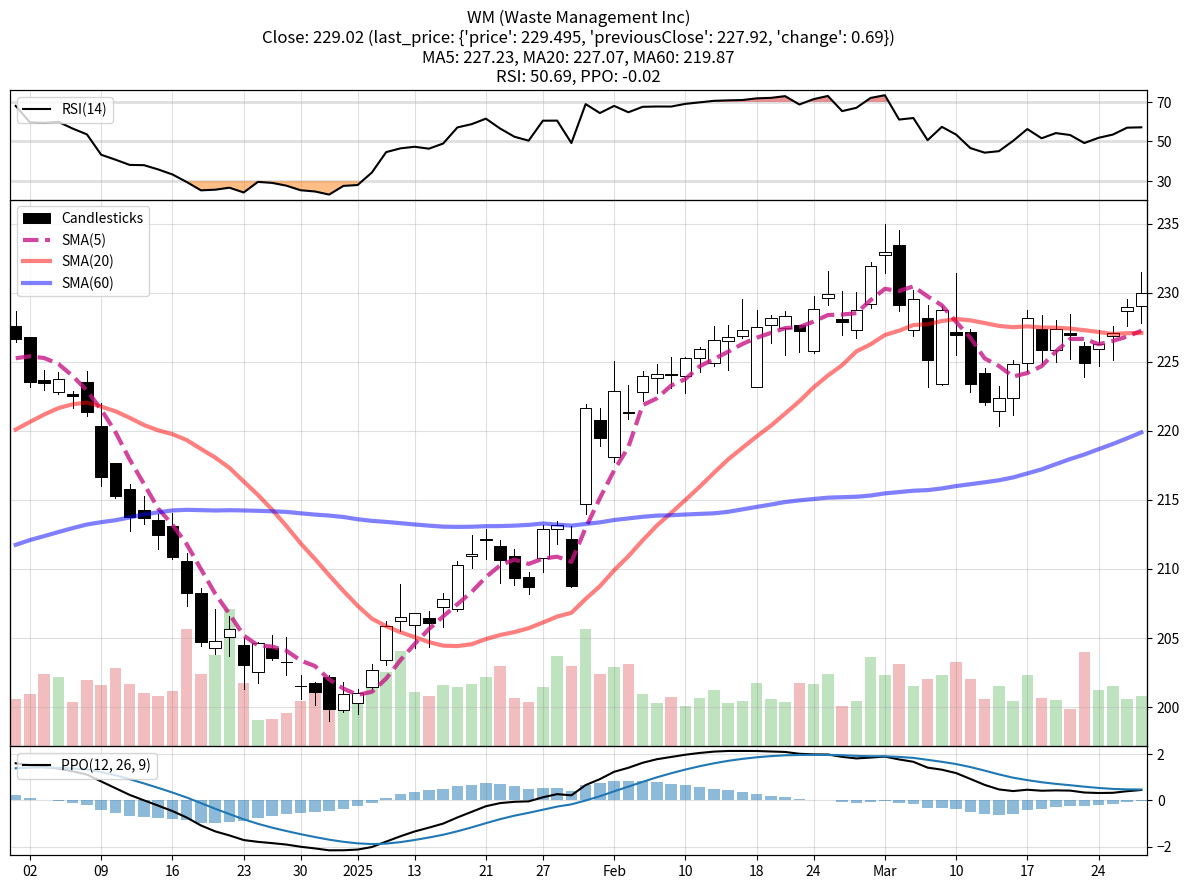 WM (Waste Management Inc)
Close: 229.02 (last_price: {'price': 229.495, 'previousClose': 227.92, 'change': 0.69})
MA5: 227.23, MA20: 227.07, MA60: 219.87
RSI: 50.69, PPO: -0.02
RSI(14)
70
50
30
Candlesticks
SMA(5)
SMA(20)
SMA(60)
235
230
225
220
215
210
205
200
PPO(12, 26, 9)
2
0
−2
02 09 16 23 30 2025 13 21 27 Feb 10 18 24 Mar 10 17 24